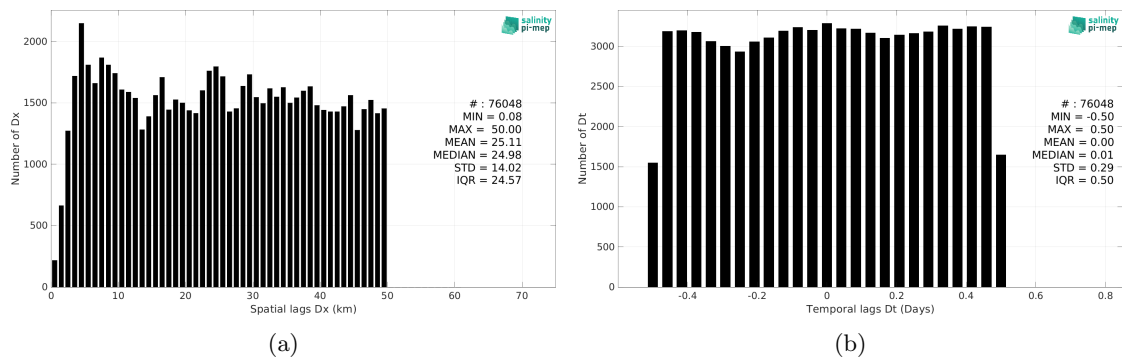 salinity
pi-mep
2000
1500
1000
500
0
Number of Dx
# : 76048
MIN = 0.08
MAX = 50.00
MEAN = 25.11
MEDIAN = 24.98
STD = 14.02
IQR = 24.57
0 10 20 30 40 50 60 70
Spatial lags Dx (km)
(a)
salinity
pi-mep
3000
2500
2000
1500
1000
500
0
Number of Dt
# : 76048
MIN = -0.50
MAX = 0.50
MEAN = 0.00
MEDIAN = 0.01
STD = 0.29
IQR = 0.50
-0.4 -0.2 0 0.2 0.4 0.6 0.8
Temporal lags Dt (Days)
(b)